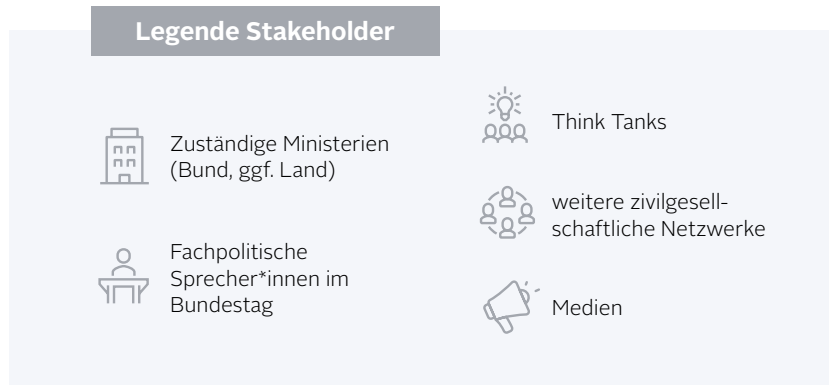 Legende Stakeholder
Zuständige Ministerien
(Bund, ggf. Land)
Fachpolitische
Sprecher*innen im
Bundestag
Think Tanks
weitere zivilgesell-
schaftliche Netzwerke
Medien